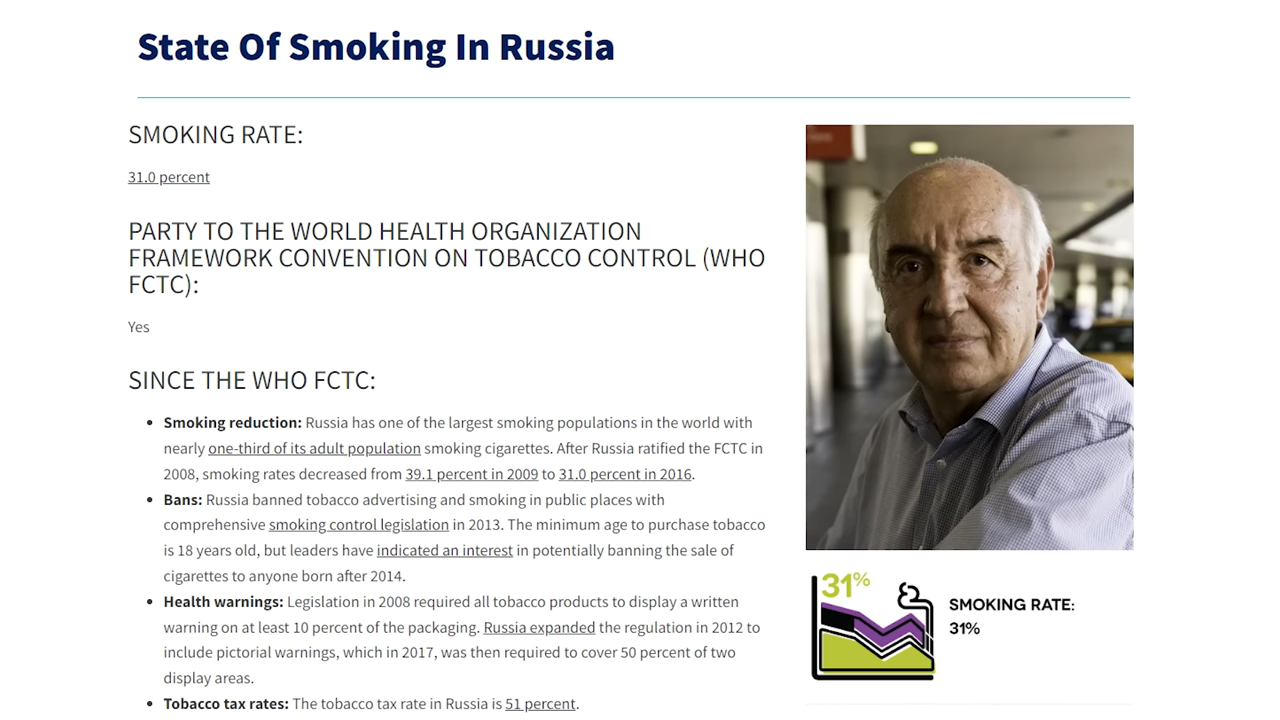 State Of Smoking In Russia
SMOKING RATE:
31.0 percent
PARTY TO THE WORLD HEALTH ORGANIZATION
FRAMEWORK CONVENTION ON TOBACCO CONTROL (WHO
FCTC):
Yes
SINCE THE WHO FCTC:
• Smoking reduction: Russia has one of the largest smoking populations in the world with
nearly one-third of its adult population smoking cigarettes. After Russia ratified the FCTC in
2008, smoking rates decreased from 39.1 percent in 2009 to 31.0 percent in 2016.
• Bans: Russia banned tobacco advertising and smoking in public places with
comprehensive smoking control legislation in 2013. The minimum age to purchase tobacco
is 18 years old, but leaders have indicated an interest in potentially banning the sale of
cigarettes to anyone born after 2014.
• Health warnings: Legislation in 2008 required all tobacco products to display a written
warning on at least 10 percent of the packaging. Russia expanded the regulation in 2012 to
include pictorial warnings, which in 2017, was then required to cover 50 percent of two
display areas.
• Tobacco tax rates: The tobacco tax rate in Russia is 51 percent.
31%
SMOKING RATE:
31%